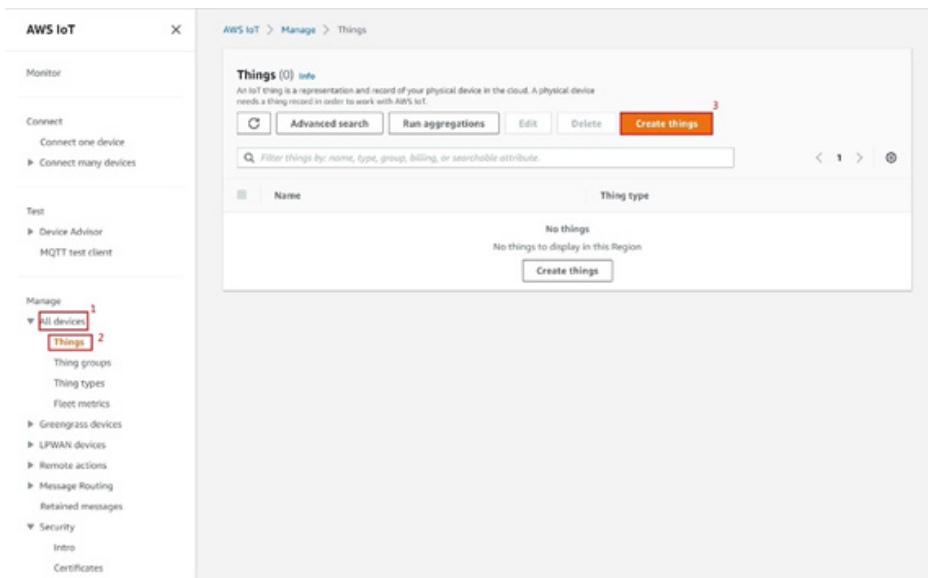 AWS IoT
Monitor
Connect
Connect one device
Connect many devices
Test
Device Advisor
MQTT test client
Manage
1
All devices
Things 2
Thing groups
Thing types
Fleet metrics
Greengrass devices
LPWAN devices
Remote actions
Message Routing
Retained messages
Security
Intro
Certificates
AWS IoT > Manage > Things
Things (0) Info
An IoT thing is a representation and record of your physical device in the cloud. A physical device
needs a thing record in order to work with AWS IoT.
3
Advanced search Run aggregations Edit Delete Create things
Filter things by: name, type, group, billing, or searchable attribute.
< 1 >
Name Thing type
No things
No things to display in this Region
Create things